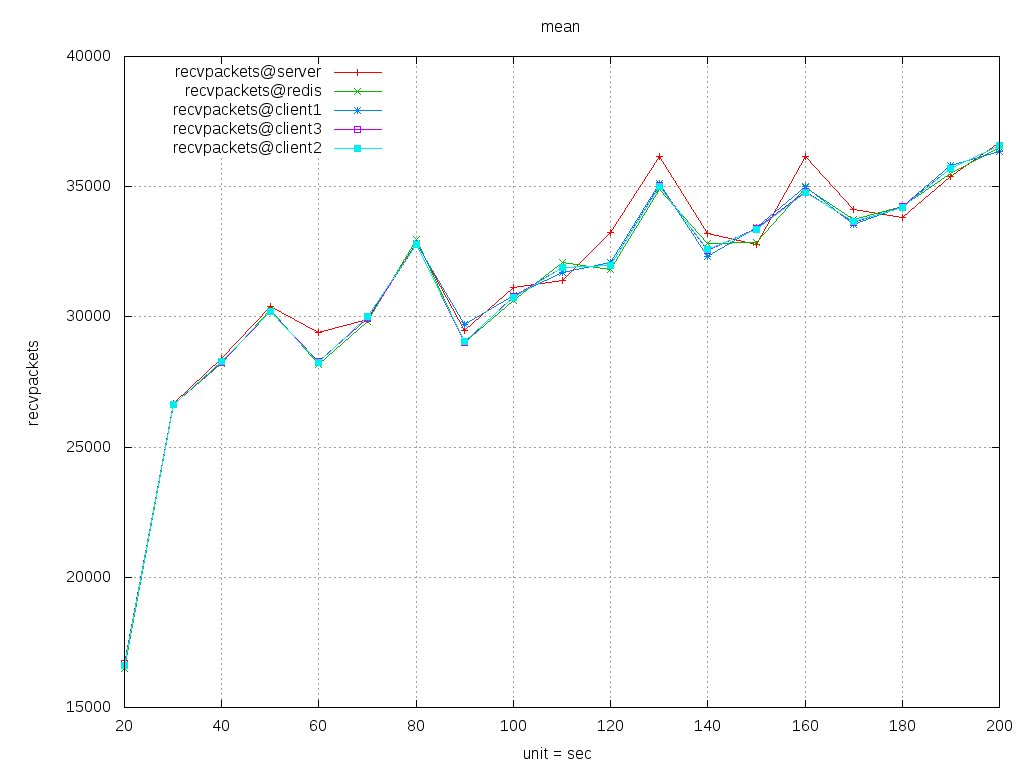 mean
40000
35000
30000
25000
20000
15000
recvpackets
recvpackets@server
recvpackets@redis
recvpackets@client1
recvpackets@client3
recvpackets@client2
20 40 60 80 100 120 140 160 180 200
unit = sec